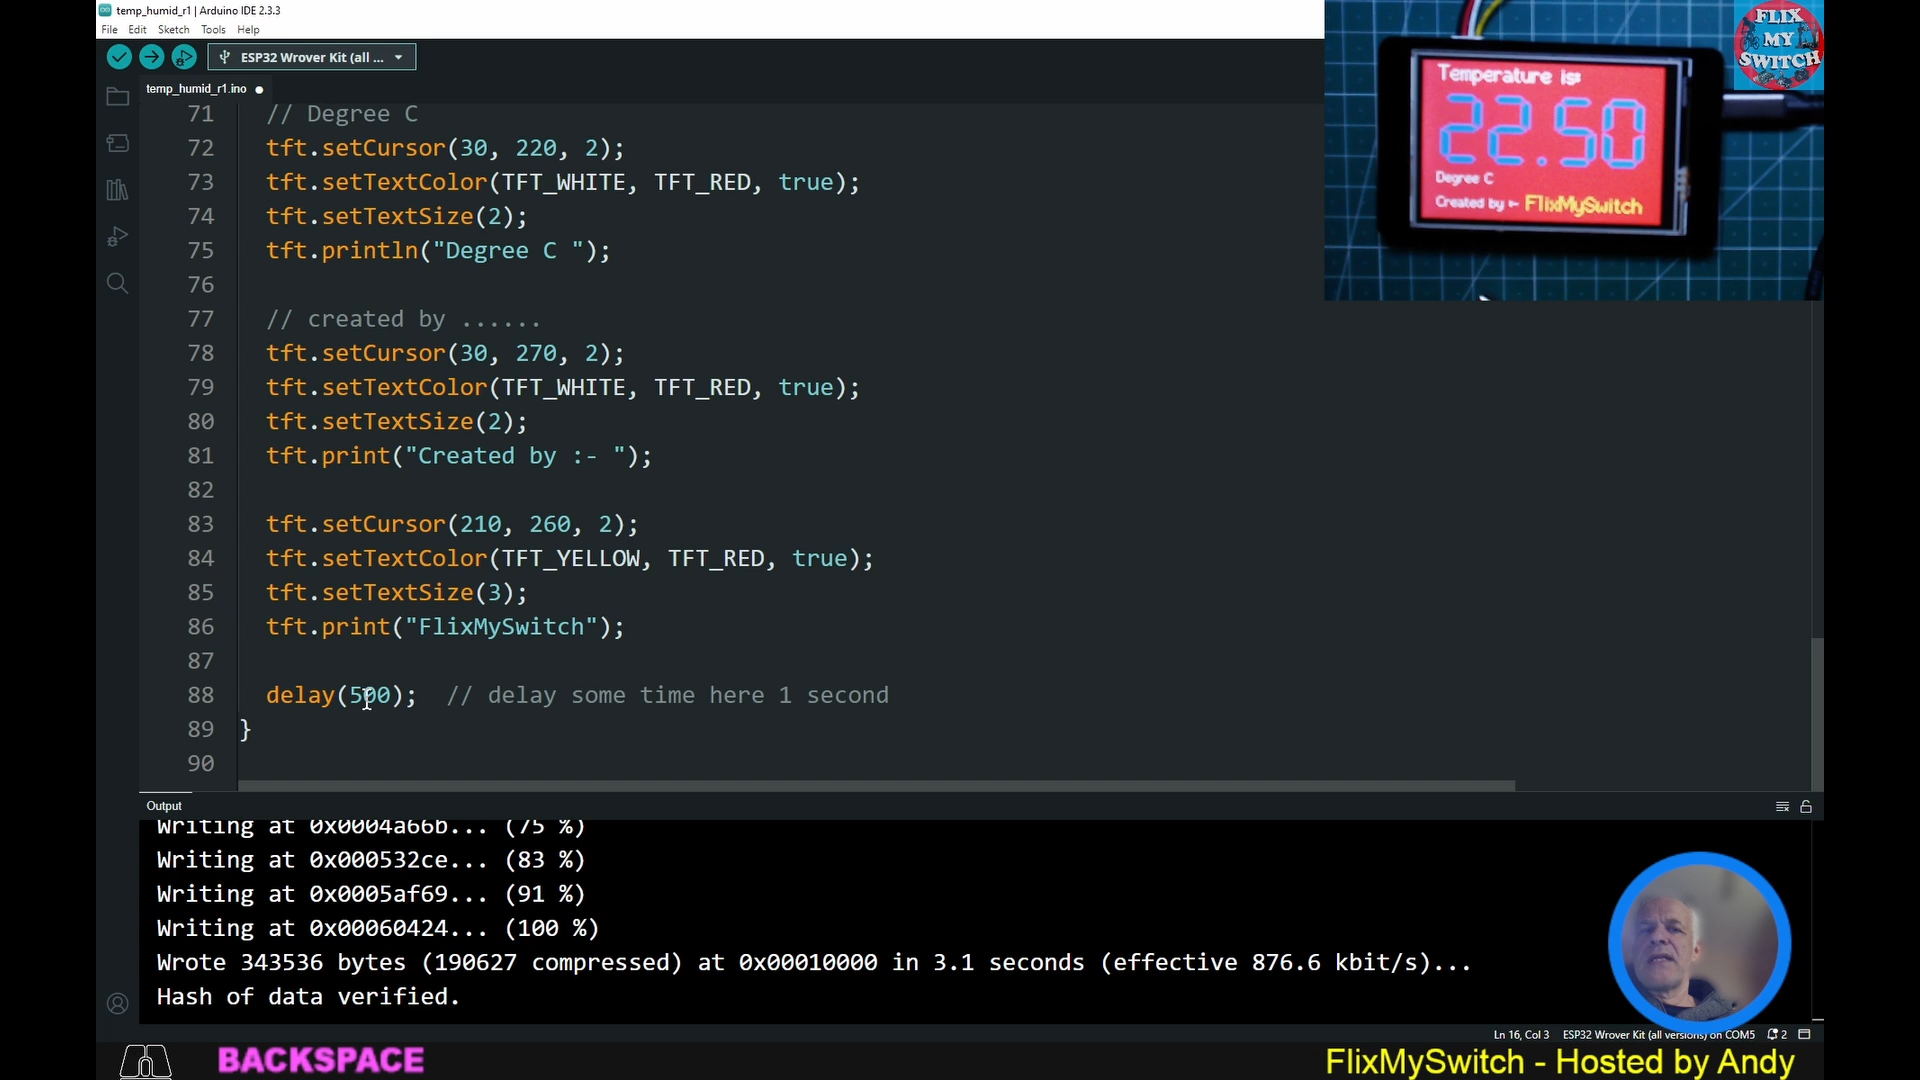 temp_humid_r1 | Arduino IDE 2.3.3
File Edit Sketch Tools Help
ESP32 Wrover Kit (all ...
temp_humid_r1.ino
71 // Degree C
72 tft.setCursor(30, 220, 2);
73 tft.setTextColor(TFT_WHITE, TFT_RED, true);
74 tft.setTextSize(2);
75 tft.println("Degree C ");
76
77 // created by ......
78 tft.setCursor(30, 270, 2);
79 tft.setTextColor(TFT_WHITE, TFT_RED, true);
80 tft.setTextSize(2);
81 tft.print("Created by :- ");
82
83 tft.setCursor(210, 260, 2);
84 tft.setTextColor(TFT_YELLOW, TFT_RED, true);
85 tft.setTextSize(3);
86 tft.print("FlixMySwitch");
87
88 delay(500);  // delay some time here 1 second
89 }
90
Temperature is:
22.50
Degree C
Created by :- FlixMySwitch
FLIX
MY
SWITCH
Output
Writing at 0x0004a66b... (75 %)
Writing at 0x000532ce... (83 %)
Writing at 0x0005af69... (91 %)
Writing at 0x00060424... (100 %)
Wrote 343536 bytes (190627 compressed) at 0x00010000 in 3.1 seconds (effective 876.6 kbit/s)...
Hash of data verified.
Ln 16, Col 3 ESP32 Wrover Kit (all versions) on COM5 2
BACKSPACE
FlixMySwitch - Hosted by Andy